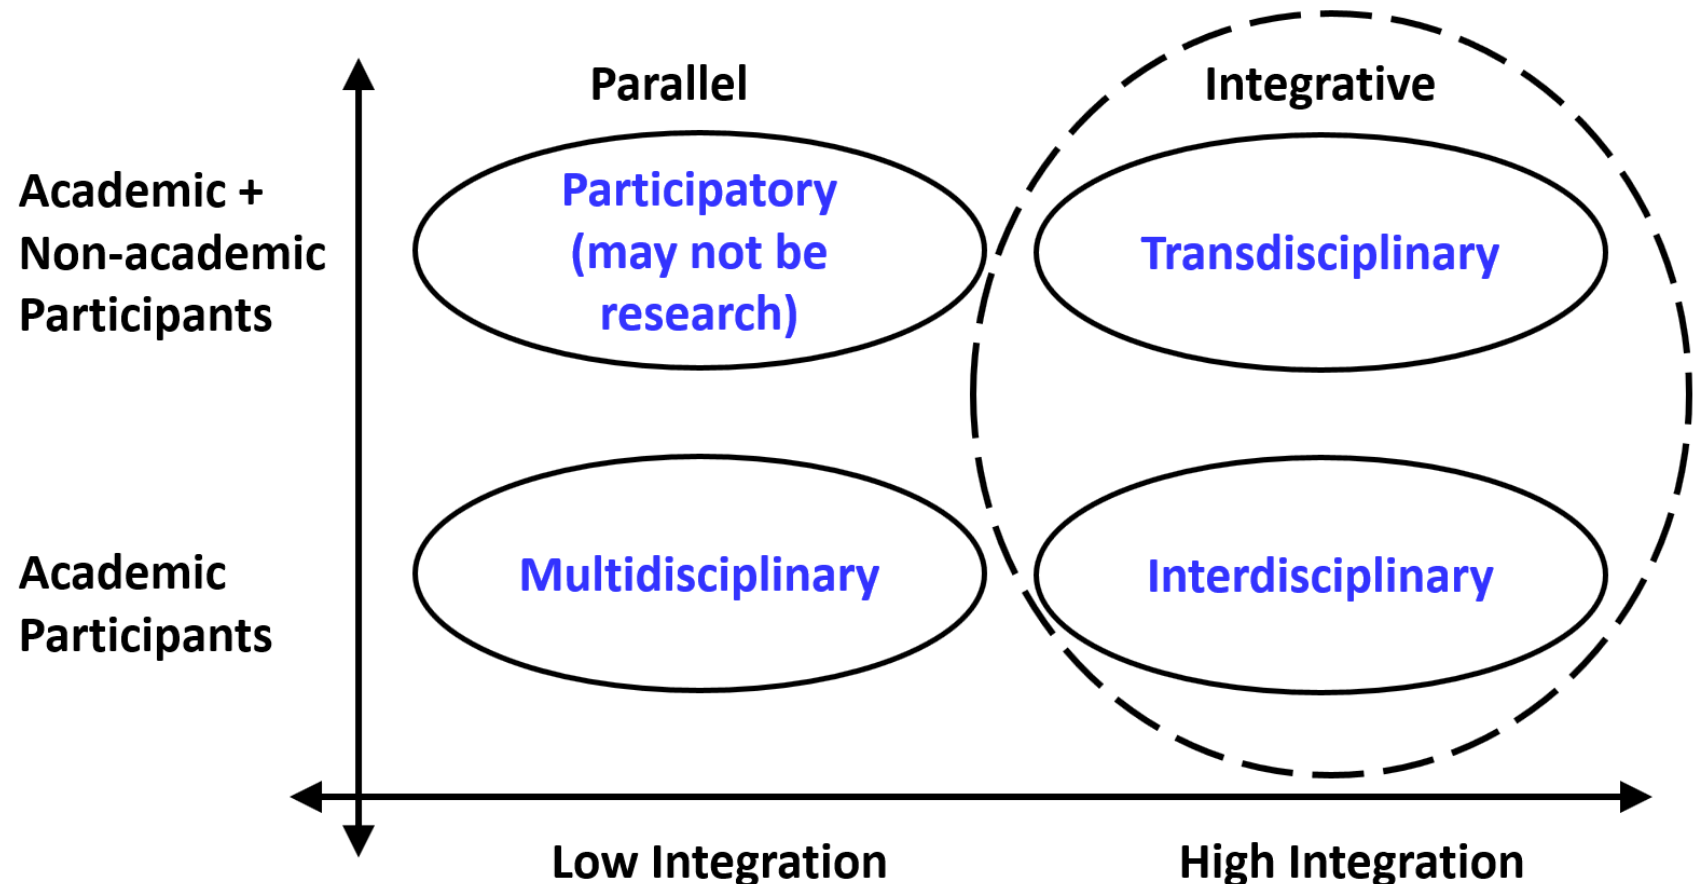 Parallel
Integrative
Academic +
Non-academic
Participants
Participatory
(may not be
research)
Transdisciplinary
Academic
Participants
Multidisciplinary
Interdisciplinary
Low Integration
High Integration